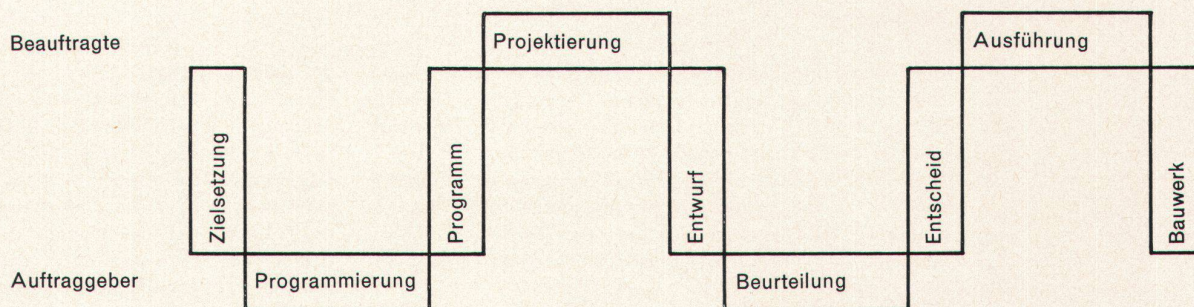 Beauftragte
Projektierung
Ausführung
Zielsetzung
Programm
Entwurf
Entscheid
Bauwerk
Auftraggeber
Programmierung
Beurteilung